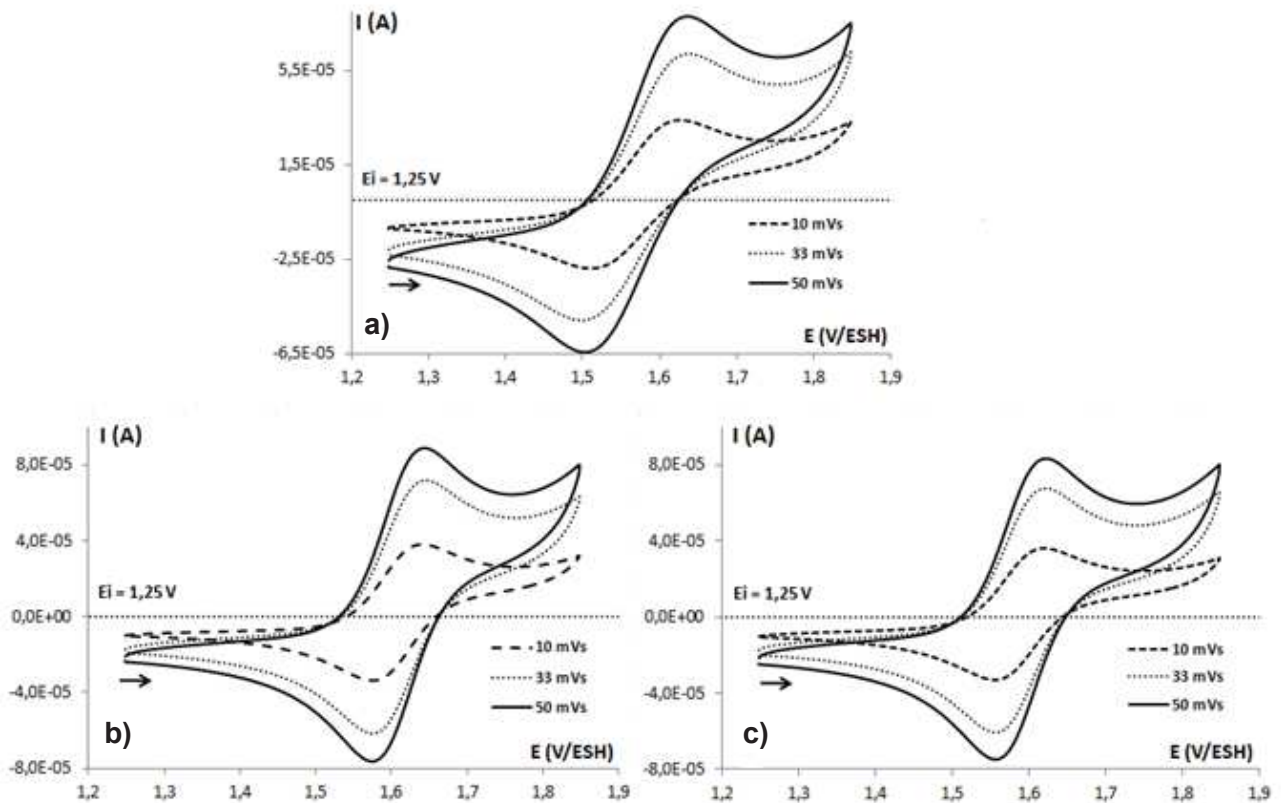 I (A)
5,5E-05
1,5E-05
Ei = 1,25 V
10 mVs
33 mVs
50 mVs
-2,5E-05
a)
E (V/ESH)
-6,5E-05
1,2 1,3 1,4 1,5 1,6 1,7 1,8 1,9
I (A)
8,0E-05
4,0E-05
Ei = 1,25 V
0,0E+00
10 mVs
33 mVs
50 mVs
-4,0E-05
b)
E (V/ESH)
-8,0E-05
1,2 1,3 1,4 1,5 1,6 1,7 1,8 1,9
I (A)
8,0E-05
4,0E-05
Ei = 1,25 V
0,0E+00
10 mVs
33 mVs
50 mVs
-4,0E-05
c)
E (V/ESH)
-8,0E-05
1,2 1,3 1,4 1,5 1,6 1,7 1,8 1,9